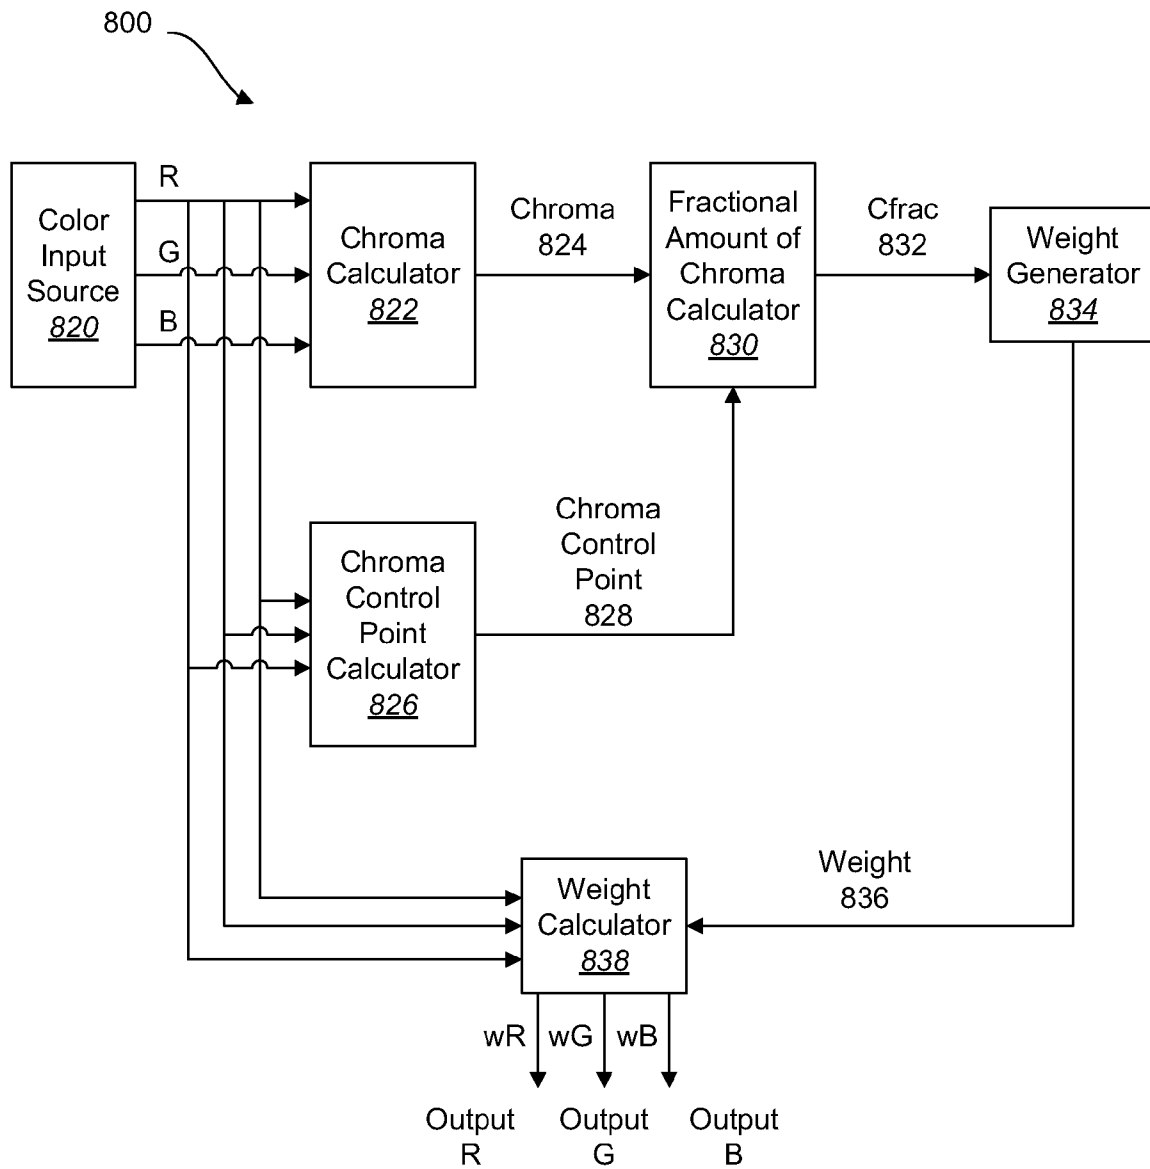 800
Color
Input
Source
820
R
G
B
Chroma
Calculator
822
Chroma
824
Fractional
Amount of
Chroma
Calculator
830
Cfrac
832
Weight
Generator
834
Chroma
Control
Point
Calculator
826
Chroma
Control
Point
828
Weight
Calculator
838
Weight
836
wR wG wB
Output Output Output
R G B